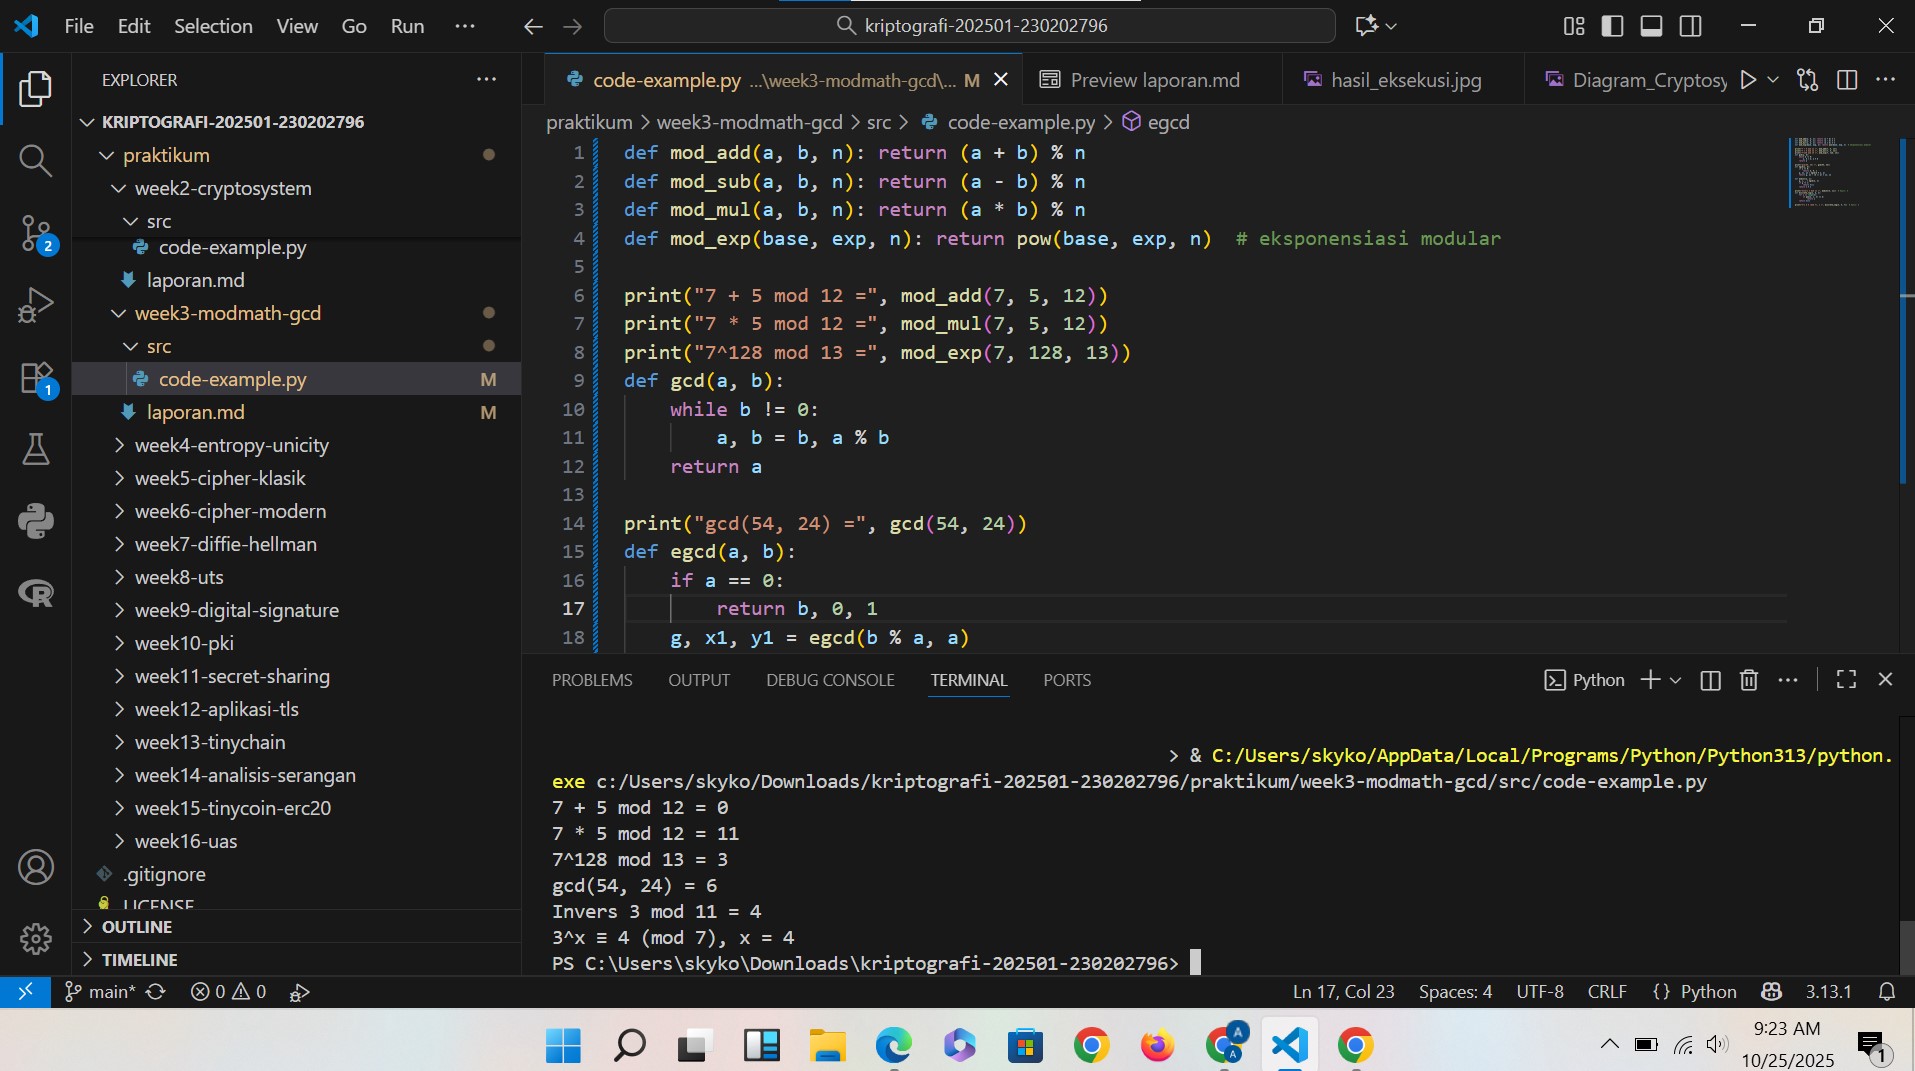 File Edit Selection View Go Run
kriptografi-202501-230202796
EXPLORER
KRIPTOGRAFI-202501-230202796
praktikum
week2-cryptosystem
src
code-example.py
laporan.md
week3-modmath-gcd
src
code-example.py M
laporan.md M
week4-entropy-unicity
week5-cipher-klasik
week6-cipher-modern
week7-diffie-hellman
week8-uts
week9-digital-signature
week10-pki
week11-secret-sharing
week12-aplikasi-tls
week13-tinychain
week14-analisis-serangan
week15-tinycoin-erc20
week16-uas
.gitignore
LICENSE
OUTLINE
TIMELINE
2
1
code-example.py ...\week3-modmath-gcd\... M
Preview laporan.md
hasil_eksekusi.jpg
Diagram_Cryptosy
praktikum > week3-modmath-gcd > src > code-example.py > egcd
1 def mod_add(a, b, n): return (a + b) % n
2 def mod_sub(a, b, n): return (a - b) % n
3 def mod_mul(a, b, n): return (a * b) % n
4 def mod_exp(base, exp, n): return pow(base, exp, n)  # eksponensiasi modular
5
6 print("7 + 5 mod 12 =", mod_add(7, 5, 12))
7 print("7 * 5 mod 12 =", mod_mul(7, 5, 12))
8 print("7^128 mod 13 =", mod_exp(7, 128, 13))
9 def gcd(a, b):
10     while b != 0:
11         a, b = b, a % b
12     return a
13
14 print("gcd(54, 24) =", gcd(54, 24))
15 def egcd(a, b):
16     if a == 0:
17         return b, 0, 1
18     g, x1, y1 = egcd(b % a, a)
PROBLEMS OUTPUT DEBUG CONSOLE TERMINAL PORTS
Python
> & C:/Users/skyko/AppData/Local/Programs/Python/Python313/python.
exe c:/Users/skyko/Downloads/kriptografi-202501-230202796/praktikum/week3-modmath-gcd/src/code-example.py
7 + 5 mod 12 = 0
7 * 5 mod 12 = 11
7^128 mod 13 = 3
gcd(54, 24) = 6
Invers 3 mod 11 = 4
3^x ≡ 4 (mod 7), x = 4
PS C:\Users\skyko\Downloads\kriptografi-202501-230202796>
main* 0 0 Ln 17, Col 23 Spaces: 4 UTF-8 CRLF {} Python 3.13.1
A
A
9:23 AM
10/25/2025
1